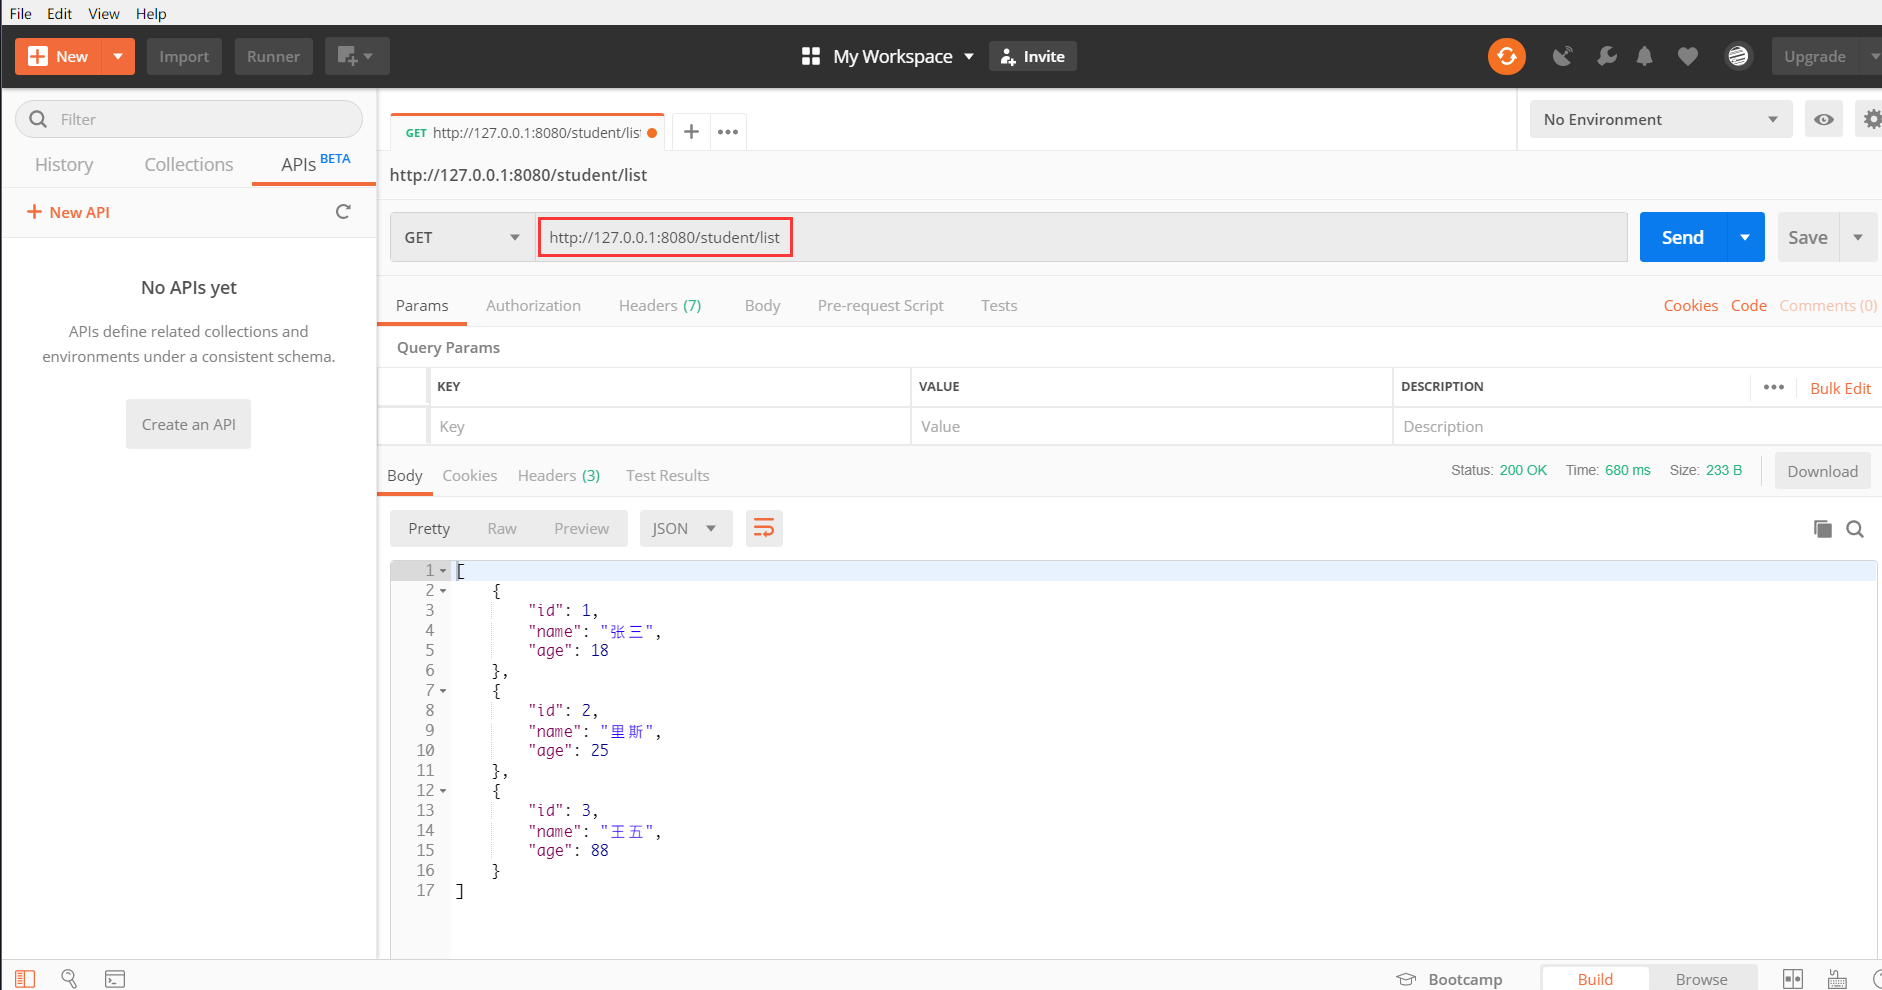 File Edit View Help
New Import Runner My Workspace Invite Upgrade
Filter
History Collections APIs BETA
New API
No APIs yet
APIs define related collections and
environments under a consistent schema.
Create an API
GET http://127.0.0.1:8080/student/list
No Environment
http://127.0.0.1:8080/student/list
GET http://127.0.0.1:8080/student/list Send Save
Params Authorization Headers (7) Body Pre-request Script Tests Cookies Code Comments (0)
Query Params
KEY VALUE DESCRIPTION Bulk Edit
Key Value Description
Body Cookies Headers (3) Test Results Status: 200 OK Time: 680 ms Size: 233 B Download
Pretty Raw Preview JSON
1 [
2 {
3 "id": 1,
4 "name": "张三",
5 "age": 18
6 },
7 {
8 "id": 2,
9 "name": "里斯",
10 "age": 25
11 },
12 {
13 "id": 3,
14 "name": "王五",
15 "age": 88
16 }
17 ]
Bootcamp Build Browse